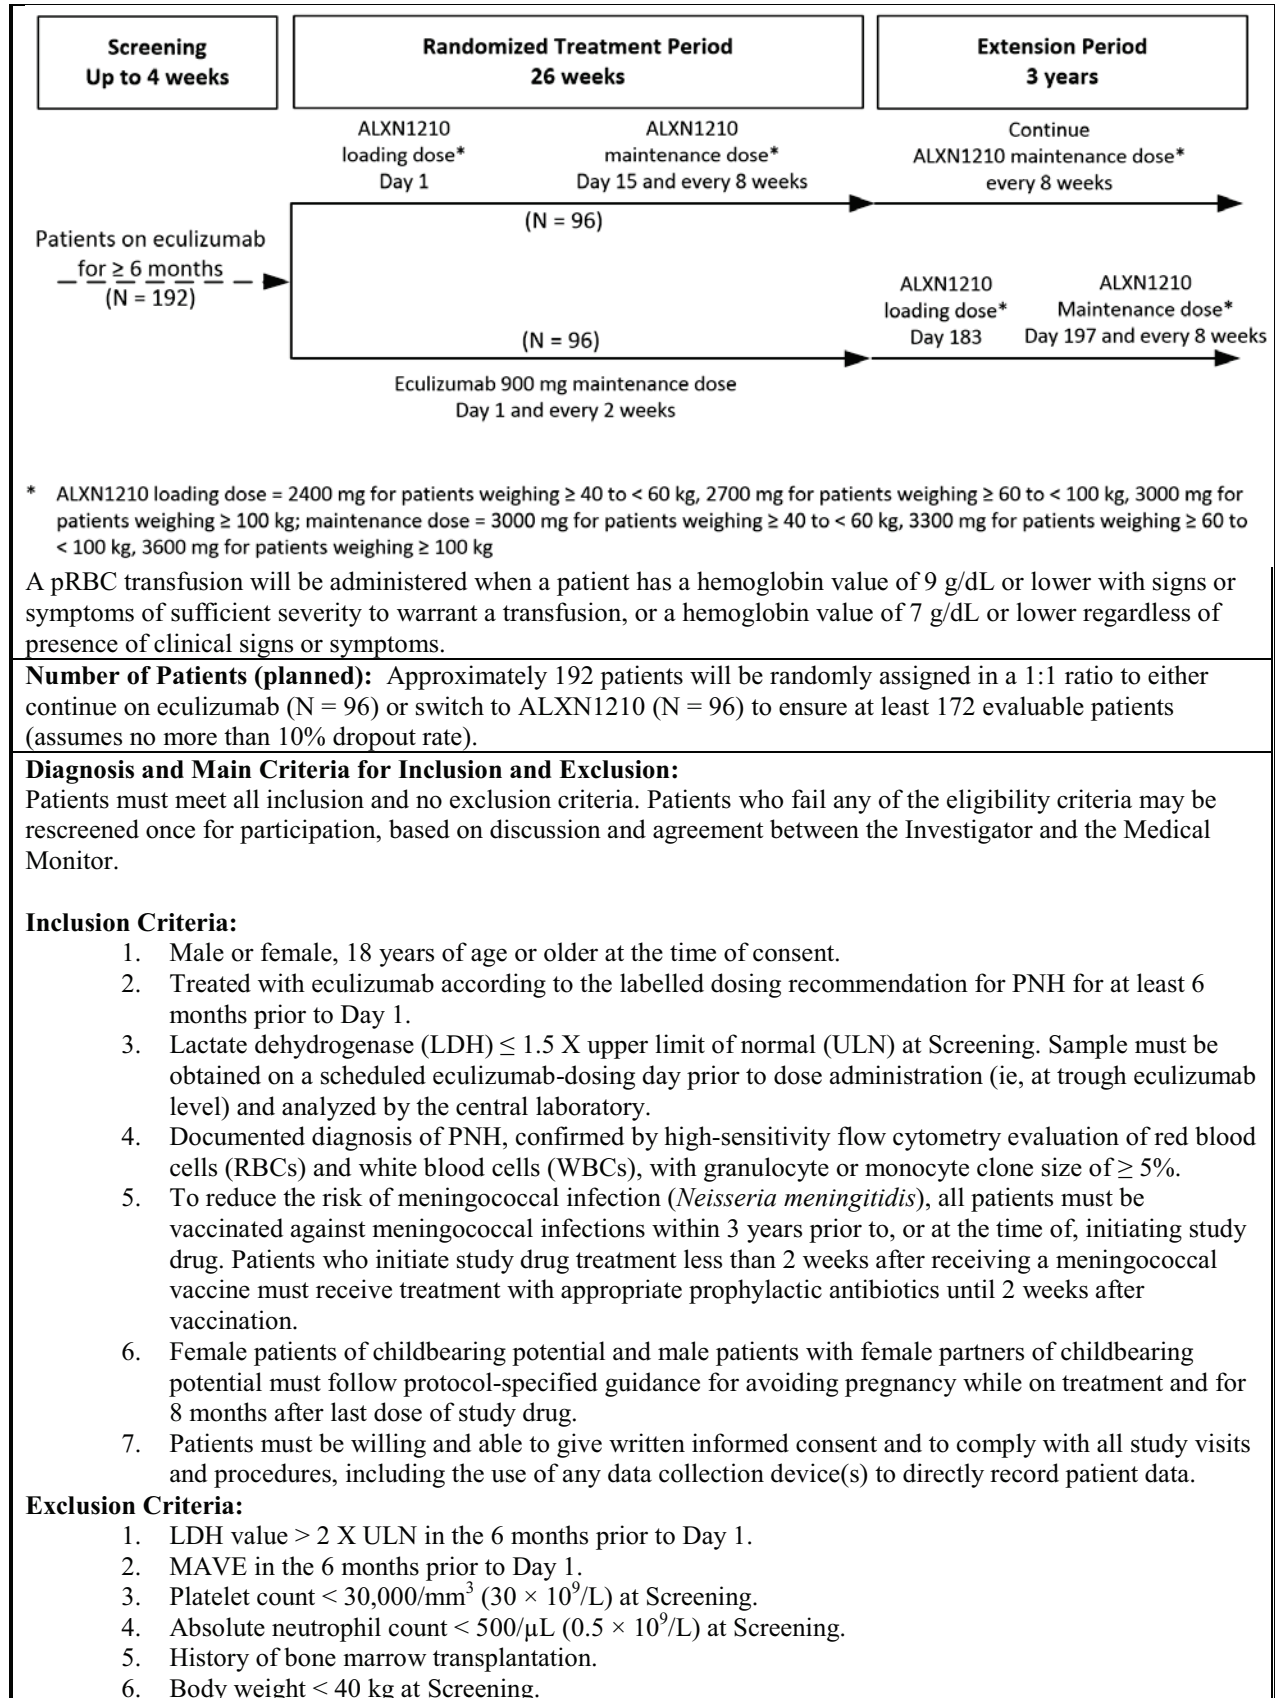 Screening
Up to 4 weeks
Randomized Treatment Period
26 weeks
Extension Period
3 years
ALXN1210
loading dose*
Day 1
ALXN1210
maintenance dose*
Day 15 and every 8 weeks
Continue
ALXN1210 maintenance dose*
every 8 weeks
(N = 96)
Patients on eculizumab
for ≥ 6 months
(N = 192)
ALXN1210
loading dose*
Day 183
ALXN1210
Maintenance dose*
Day 197 and every 8 weeks
(N = 96)
Eculizumab 900 mg maintenance dose
Day 1 and every 2 weeks
* ALXN1210 loading dose = 2400 mg for patients weighing ≥ 40 to < 60 kg, 2700 mg for patients weighing ≥ 60 to < 100 kg, 3000 mg for
patients weighing ≥ 100 kg; maintenance dose = 3000 mg for patients weighing ≥ 40 to < 60 kg, 3300 mg for patients weighing ≥ 60 to
< 100 kg, 3600 mg for patients weighing ≥ 100 kg
A pRBC transfusion will be administered when a patient has a hemoglobin value of 9 g/dL or lower with signs or
symptoms of sufficient severity to warrant a transfusion, or a hemoglobin value of 7 g/dL or lower regardless of
presence of clinical signs or symptoms.
Number of Patients (planned): Approximately 192 patients will be randomly assigned in a 1:1 ratio to either
continue on eculizumab (N = 96) or switch to ALXN1210 (N = 96) to ensure at least 172 evaluable patients
(assumes no more than 10% dropout rate).
Diagnosis and Main Criteria for Inclusion and Exclusion:
Patients must meet all inclusion and no exclusion criteria. Patients who fail any of the eligibility criteria may be
rescreened once for participation, based on discussion and agreement between the Investigator and the Medical
Monitor.
Inclusion Criteria:
1. Male or female, 18 years of age or older at the time of consent.
2. Treated with eculizumab according to the labelled dosing recommendation for PNH for at least 6
months prior to Day 1.
3. Lactate dehydrogenase (LDH) ≤ 1.5 X upper limit of normal (ULN) at Screening. Sample must be
obtained on a scheduled eculizumab-dosing day prior to dose administration (ie, at trough eculizumab
level) and analyzed by the central laboratory.
4. Documented diagnosis of PNH, confirmed by high-sensitivity flow cytometry evaluation of red blood
cells (RBCs) and white blood cells (WBCs), with granulocyte or monocyte clone size of ≥ 5%.
5. To reduce the risk of meningococcal infection (Neisseria meningitidis), all patients must be
vaccinated against meningococcal infections within 3 years prior to, or at the time of, initiating study
drug. Patients who initiate study drug treatment less than 2 weeks after receiving a meningococcal
vaccine must receive treatment with appropriate prophylactic antibiotics until 2 weeks after
vaccination.
6. Female patients of childbearing potential and male patients with female partners of childbearing
potential must follow protocol-specified guidance for avoiding pregnancy while on treatment and for
8 months after last dose of study drug.
7. Patients must be willing and able to give written informed consent and to comply with all study visits
and procedures, including the use of any data collection device(s) to directly record patient data.
Exclusion Criteria:
1. LDH value > 2 X ULN in the 6 months prior to Day 1.
2. MAVE in the 6 months prior to Day 1.
3. Platelet count < 30,000/mm³ (30 × 10⁹/L) at Screening.
4. Absolute neutrophil count < 500/µL (0.5 × 10⁹/L) at Screening.
5. History of bone marrow transplantation.
6. Body weight < 40 kg at Screening.